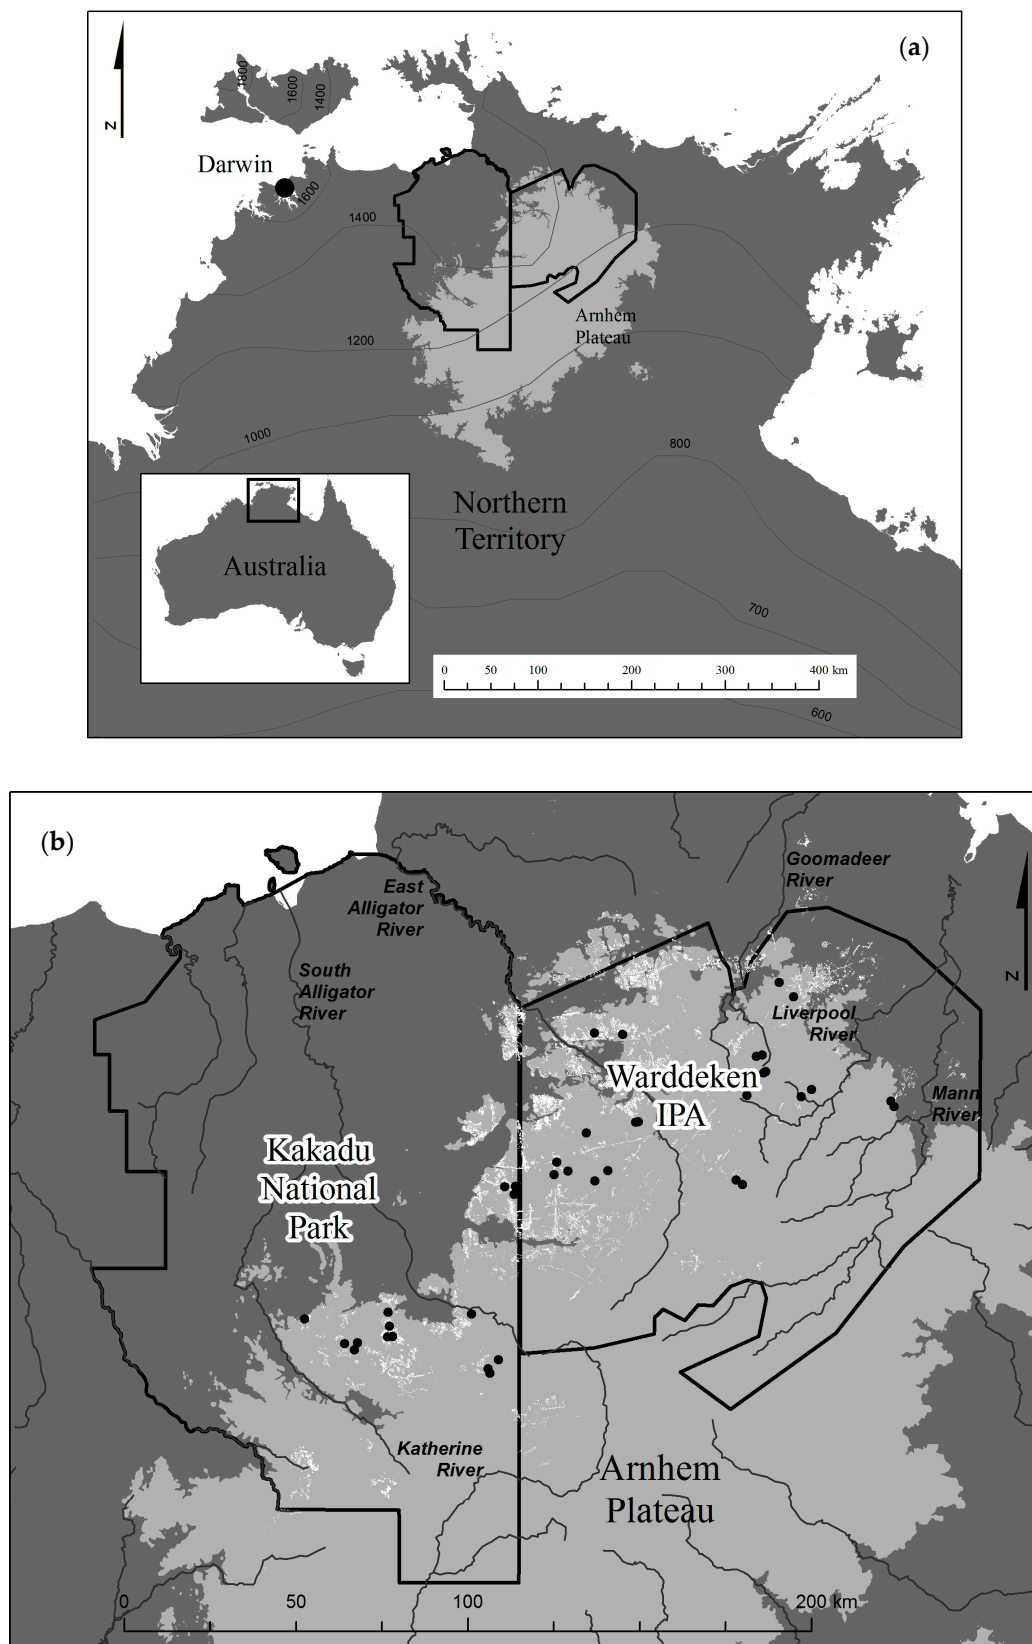 (a)
N
1800
1600
1400
Darwin
1600
1400
Arnhem
Plateau
1200
1000
800
Northern
Territory
Australia
700
0 50 100 200 300 400 km
600
(b)
Goomadeer
River
East
Alligator
River
South
Alligator
River
N
Liverpool
River
Warddeken
IPA
Mann
River
Kakadu
National
Park
Katherine
River
Arnhem
Plateau
0 50 100 200 km